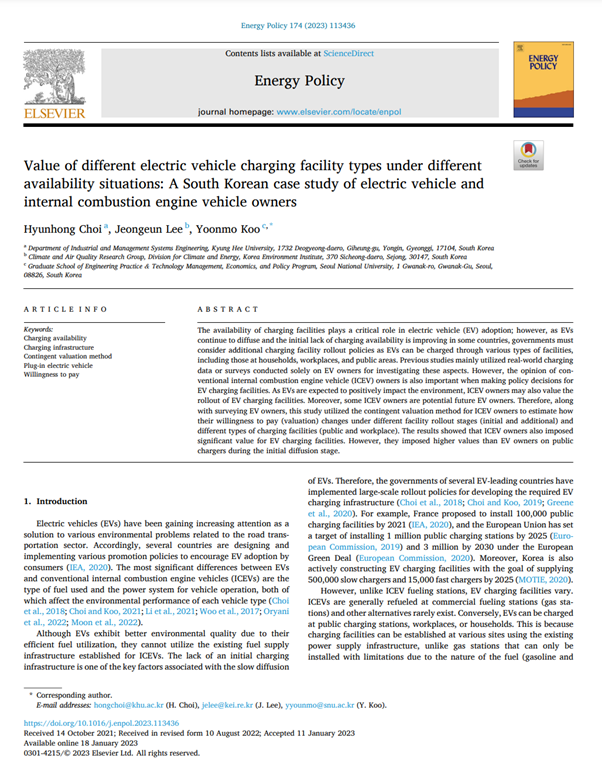 Energy Policy 174 (2023) 113436
Contents lists available at ScienceDirect
Energy Policy
journal homepage: www.elsevier.com/locate/enpol
ELSEVIER
ENERGY
POLICY
Check for
updates
Value of different electric vehicle charging facility types under different
availability situations: A South Korean case study of electric vehicle and
internal combustion engine vehicle owners
Hyunhong Choi a, Jeongeun Lee b, Yoonmo Koo c,*
a Department of Industrial and Management Systems Engineering, Kyung Hee University, 1732 Deogyeong-daero, Giheung-gu, Yongin, Gyeonggi, 17104, South Korea
b Climate and Air Quality Research Group, Division for Climate and Energy, Korea Environment Institute, 370 Sicheong-daero, Sejong, 30147, South Korea
c Graduate School of Engineering Practice & Technology Management, Economics, and Policy Program, Seoul National University, 1 Gwanak-ro, Gwanak-Gu, Seoul,
08826, South Korea
ARTICLE INFO
Keywords:
Charging availability
Charging infrastructure
Contingent valuation method
Plug-in electric vehicle
Willingness to pay
ABSTRACT
The availability of charging facilities plays a critical role in electric vehicle (EV) adoption; however, as EVs
continue to diffuse and the initial lack of charging availability is improving in some countries, governments must
consider additional charging facility rollout policies as EVs can be charged through various types of facilities,
including those at households, workplaces, and public areas. Previous studies mainly utilized real-world charging
data or surveys conducted solely on EV owners for investigating these aspects. However, the opinion of con-
ventional internal combustion engine vehicle (ICEV) owners is also important when making policy decisions for
EV charging facilities. As EVs are expected to positively impact the environment, ICEV owners may also value the
rollout of EV charging facilities. Moreover, some ICEV owners are potential future EV owners. Therefore, along
with surveying EV owners, this study utilized the contingent valuation method for ICEV owners to estimate how
their willingness to pay (valuation) changes under different facility rollout stages (initial and additional) and
different types of charging facilities (public and workplace). The results showed that ICEV owners also imposed
significant value for EV charging facilities. However, they imposed higher values than EV owners on public
chargers during the initial diffusion stage.
1. Introduction
Electric vehicles (EVs) have been gaining increasing attention as a
solution to various environmental problems related to the road trans-
portation sector. Accordingly, several countries are designing and
implementing various promotion policies to encourage EV adoption by
consumers (IEA, 2020). The most significant differences between EVs
and conventional internal combustion engine vehicles (ICEVs) are the
type of fuel used and the power system for vehicle operation, both of
which affect the environmental performance of each vehicle type (Choi
et al., 2018; Choi and Koo, 2021; Li et al., 2021; Woo et al., 2017; Oryani
et al., 2022; Moon et al., 2022).
Although EVs exhibit better environmental quality due to their
efficient fuel utilization, they cannot utilize the existing fuel supply
infrastructure established for ICEVs. The lack of an initial charging
infrastructure is one of the key factors associated with the slow diffusion
of EVs. Therefore, the governments of several EV-leading countries have
implemented large-scale rollout policies for developing the required EV
charging infrastructure (Choi et al., 2018; Choi and Koo, 2019; Greene
et al., 2020). For example, France proposed to install 100,000 public
charging facilities by 2021 (IEA, 2020), and the European Union has set
a target of installing 1 million public charging stations by 2025 (Euro-
pean Commission, 2019) and 3 million by 2030 under the European
Green Deal (European Commission, 2020). Moreover, Korea is also
actively constructing EV charging facilities with the goal of supplying
500,000 slow chargers and 15,000 fast chargers by 2025 (MOTIE, 2020).
However, unlike ICEV fueling stations, EV charging facilities vary.
ICEVs are generally refueled at commercial fueling stations (gas sta-
tions) and other alternatives rarely exist. Conversely, EVs can be charged
at public charging stations, workplaces, or households. This is because
charging facilities can be established at various sites using the existing
power supply infrastructure, unlike gas stations that can only be
installed with limitations due to the nature of the fuel (gasoline and
* Corresponding author.
E-mail addresses: hongchoi@khu.ac.kr (H. Choi), jelee@kei.re.kr (J. Lee), yyounmo@snu.ac.kr (Y. Koo).
https://doi.org/10.1016/j.enpol.2023.113436
Received 14 October 2021; Received in revised form 10 August 2022; Accepted 11 January 2023
Available online 18 January 2023
0301-4215/© 2023 Elsevier Ltd. All rights reserved.